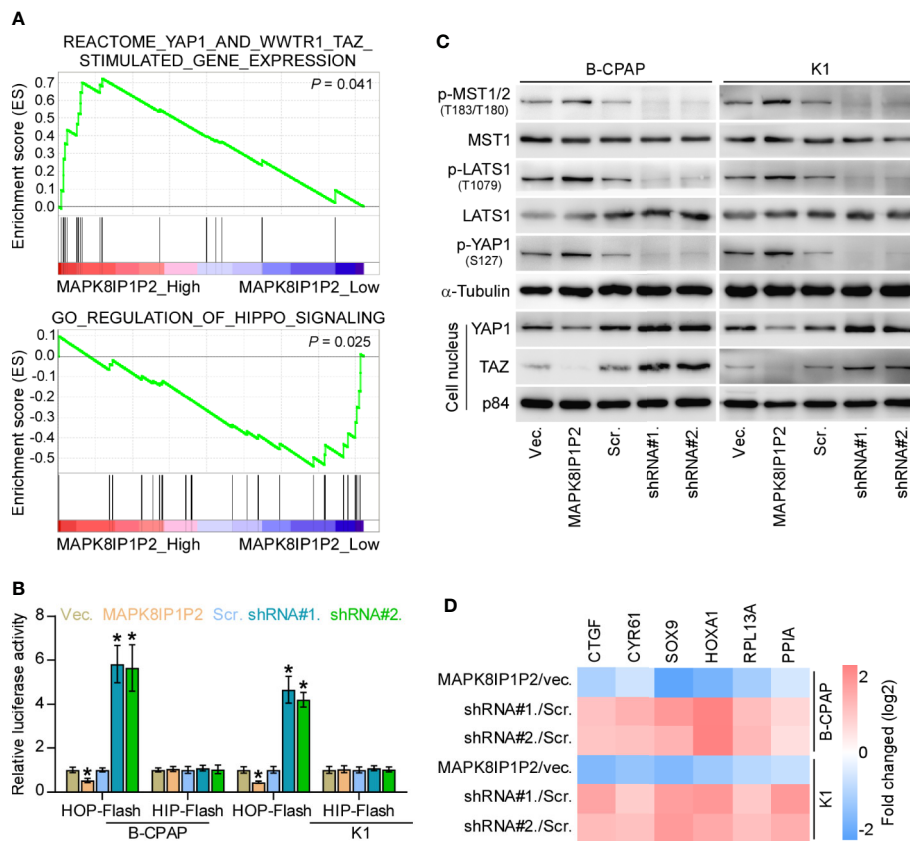 A
REACTOME_YAP1_AND_WWTR1_TAZ_
STIMULATED_GENE_EXPRESSION
P = 0.041
Enrichment score (ES)
0.7
0.6
0.5
0.4
0.3
0.2
0.1
0.0
MAPK8IP1P2_High MAPK8IP1P2_Low
GO_REGULATION_OF_HIPPO_SIGNALING
P = 0.025
Enrichment score (ES)
0.1
0.0
-0.1
-0.2
-0.3
-0.4
-0.5
MAPK8IP1P2_High MAPK8IP1P2_Low
B
Vec. MAPK8IP1P2 Scr. shRNA#1. shRNA#2.
Relative luciferase activity
8
6
4
2
0
* * * * * *
HOP-Flash HIP-Flash HOP-Flash HIP-Flash
B-CPAP K1
C
B-CPAP K1
p-MST1/2
(T183/T180)
MST1
p-LATS1
(T1079)
LATS1
p-YAP1
(S127)
α-Tubulin
Cell nucleus
YAP1
TAZ
p84
Vec. MAPK8IP1P2 Scr. shRNA#1. shRNA#2. Vec. MAPK8IP1P2 Scr. shRNA#1. shRNA#2.
D
CTGF CYR61 SOX9 HOXA1 RPL13A PPIA
MAPK8IP1P2/vec.
shRNA#1./Scr.
shRNA#2./Scr.
B-CPAP
MAPK8IP1P2/vec.
shRNA#1./Scr.
shRNA#2./Scr.
K1
2
1
0
-1
-2
Fold changed (log2)